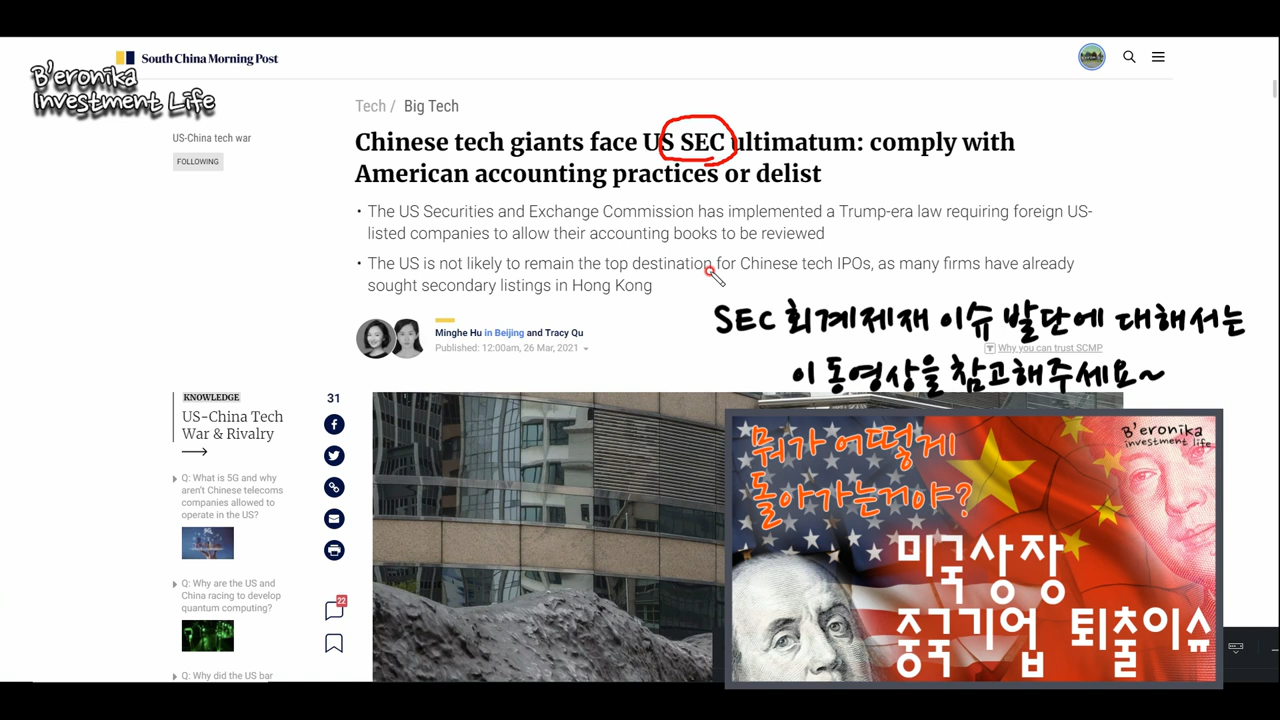 South China Morning Post
B'eronika
Investment Life
Tech / Big Tech
US-China tech war
FOLLOWING
Chinese tech giants face US SEC ultimatum: comply with
American accounting practices or delist
• The US Securities and Exchange Commission has implemented a Trump-era law requiring foreign US-
listed companies to allow their accounting books to be reviewed
• The US is not likely to remain the top destination for Chinese tech IPOs, as many firms have already
sought secondary listings in Hong Kong
Minghe Hu in Beijing and Tracy Qu
Published: 12:00am, 26 Mar, 2021
Why you can trust SCMP
SEC 회계제재 이슈 발단에 대해서는
이 동영상을 참고해주세요~
KNOWLEDGE
US-China Tech
War & Rivalry
Q: What is 5G and why
aren't Chinese telecoms
companies allowed to
operate in the US?
Q: Why are the US and
China racing to develop
quantum computing?
Q: Why did the US bar
31
22
B'eronika
investment life
뭐가 어떻게
돌아가는거야?
미국상장
중국기업 퇴출이슈